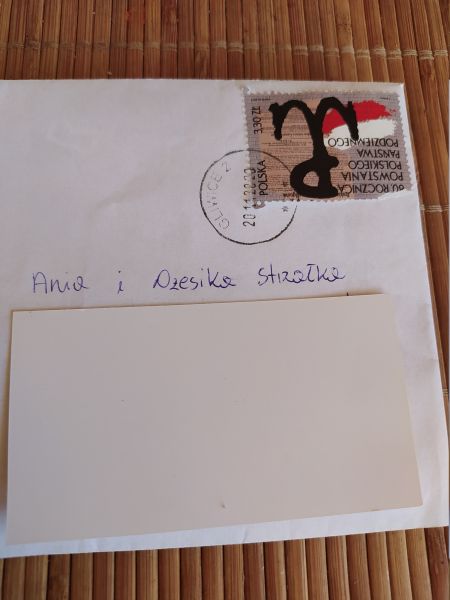 3,30 ZŁ
POLSKA
80 ROCZNICA
POWSTANIA
POLSKIEGO
PAŃSTWA
PODZIEMNEGO
GLIWICE 2
Ania i Dżesika Strzałka